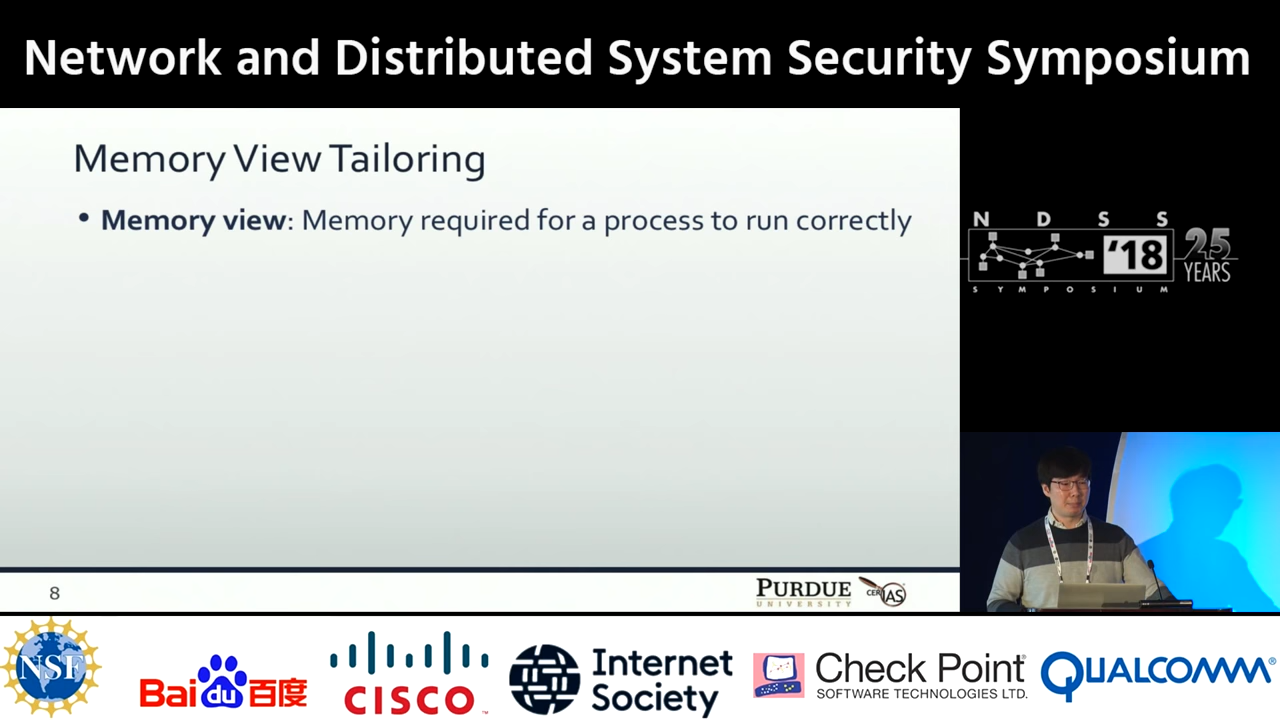 Network and Distributed System Security Symposium
Memory View Tailoring
• Memory view: Memory required for a process to run correctly
N D S S
'18
25
YEARS
S Y M P O S I U M
8
PURDUE
UNIVERSITY
CERIAS
NSF
Bai du 百度
CISCO
Internet
Society
Check Point
SOFTWARE TECHNOLOGIES LTD.
QUALCOMM®